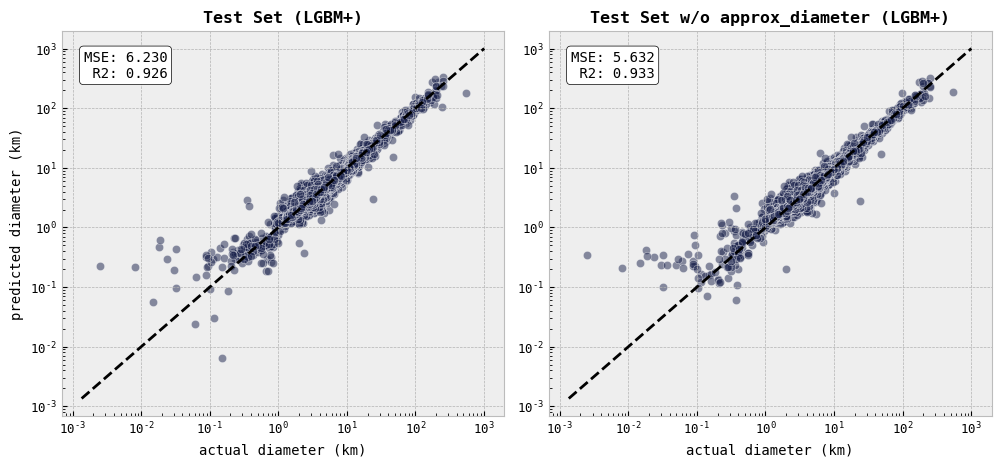 Test Set (LGBM+)
MSE: 6.230
R2: 0.926
10³
10²
10¹
10⁰
10⁻¹
10⁻²
10⁻³
predicted diameter (km)
10⁻³ 10⁻² 10⁻¹ 10⁰ 10¹ 10² 10³
actual diameter (km)
Test Set w/o approx_diameter (LGBM+)
MSE: 5.632
R2: 0.933
10³
10²
10¹
10⁰
10⁻¹
10⁻²
10⁻³
10⁻³ 10⁻² 10⁻¹ 10⁰ 10¹ 10² 10³
actual diameter (km)